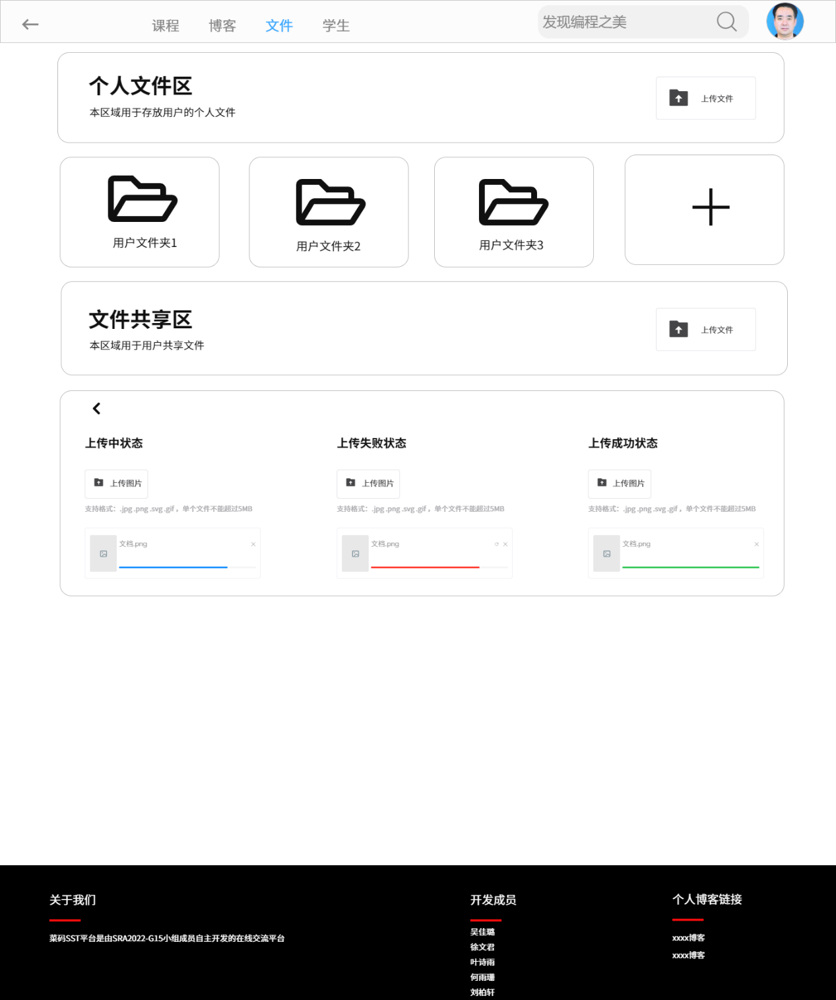 课程 博客 文件 学生 发现编程之美
个人文件区
本区域用于存放用户的个人文件
上传文件
用户文件夹1
用户文件夹2
用户文件夹3
文件共享区
本区域用于用户共享文件
上传文件
上传中状态
上传图片
支持格式：.jpg .png .svg .gif ，单个文件不能超过5MB
文档.png
上传失败状态
上传图片
支持格式：.jpg .png .svg .gif ，单个文件不能超过5MB
文档.png
上传成功状态
上传图片
支持格式：.jpg .png .svg .gif ，单个文件不能超过5MB
文档.png
关于我们
菜码SST平台是由SRA2022-G15小组成员自主开发的在线交流平台
开发成员
吴佳璐
徐文君
叶诗雨
何雨珊
刘柏轩
个人博客链接
xxxx博客
xxxx博客